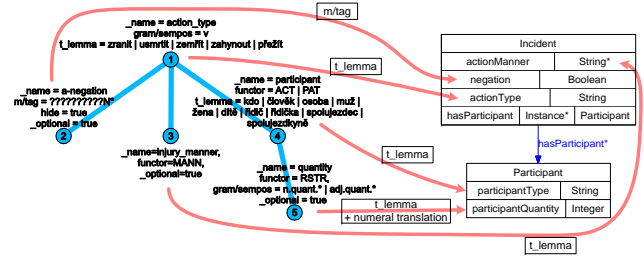 m/tag
_name = action_type
gram/sempos = v
t_lemma = zranit | usmrtit | zemřít | zahynout | přežít
1
t_lemma
_name = a-negation
m/tag = ??????????N*
hide = true
_optional = true
2
_name=injury_manner,
functor=MANN,
_optional=true
3
_name = participant
functor = ACT | PAT
t_lemma = kdo | člověk | osoba | muž |
žena | dítě | řidič | řidička | spolujezdec |
spolujezdkyně
4
_name = quantity
functor = RSTR,
gram/sempos = n.quant.* | adj.quant.*
_optional = true
5
t_lemma
t_lemma
+ numeral translation
t_lemma
Incident
actionManner String*
negation Boolean
actionType String
hasParticipant Instance* Participant
hasParticipant*
Participant
participantType String
participantQuantity Integer